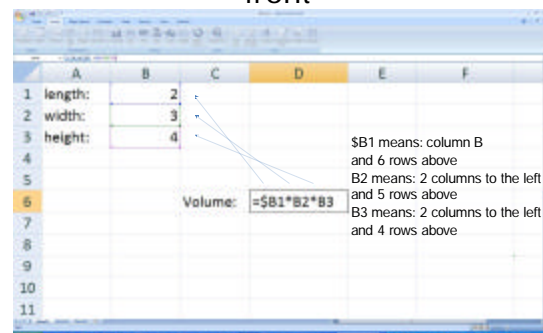 front
A B C D E F
1 length: 2
2 width: 3
3 height: 4
4
5
6 Volume: =$B1*B2*B3
7
8
9
10
11
$B1 means: column B
and 6 rows above
B2 means: 2 columns to the left
and 5 rows above
B3 means: 2 columns to the left
and 4 rows above